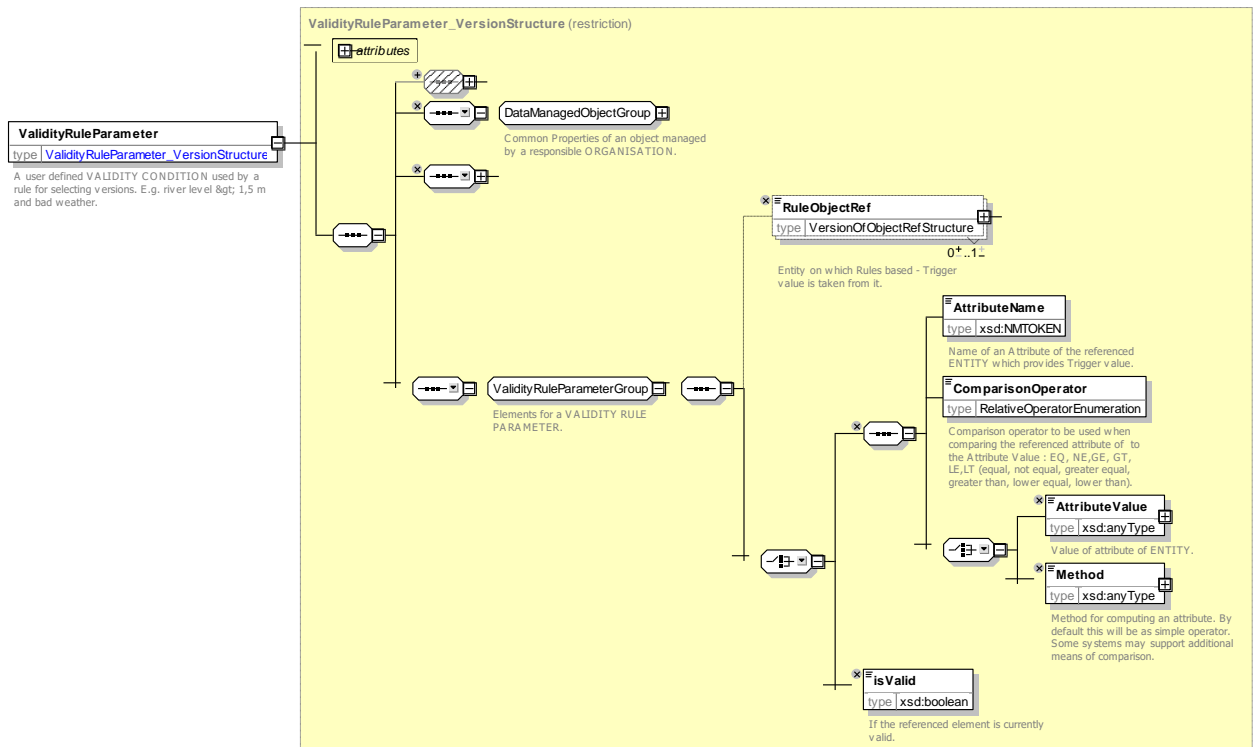 ValidityRuleParameter_VersionStructure (restriction)
attributes
DataManagedObjectGroup
Common Properties of an object managed
by a responsible ORGANISATION.
ValidityRuleParameter
type ValidityRuleParameter_VersionStructure
A user defined VALIDITY CONDITION used by a
rule for selecting versions. E.g. river level &gt; 1,5 m
and bad weather.
RuleObjectRef
type VersionOfObjectRefStructure
0..1
Entity on which Rules based - Trigger
value is taken from it.
AttributeName
type xsd:NMTOKEN
Name of an Attribute of the referenced
ENTITY which provides Trigger value.
ValidityRuleParameterGroup
Elements for a VALIDITY RULE
PARAMETER.
ComparisonOperator
type RelativeOperatorEnumeration
Comparison operator to be used when
comparing the referenced attribute of to
the Attribute Value : EQ, NE,GE, GT,
LE,LT (equal, not equal, greater equal,
greater than, lower equal, lower than).
AttributeValue
type xsd:anyType
Value of attribute of ENTITY.
Method
type xsd:anyType
Method for computing an attribute. By
default this will be as simple operator.
Some systems may support additional
means of comparison.
isValid
type xsd:boolean
If the referenced element is currently
valid.